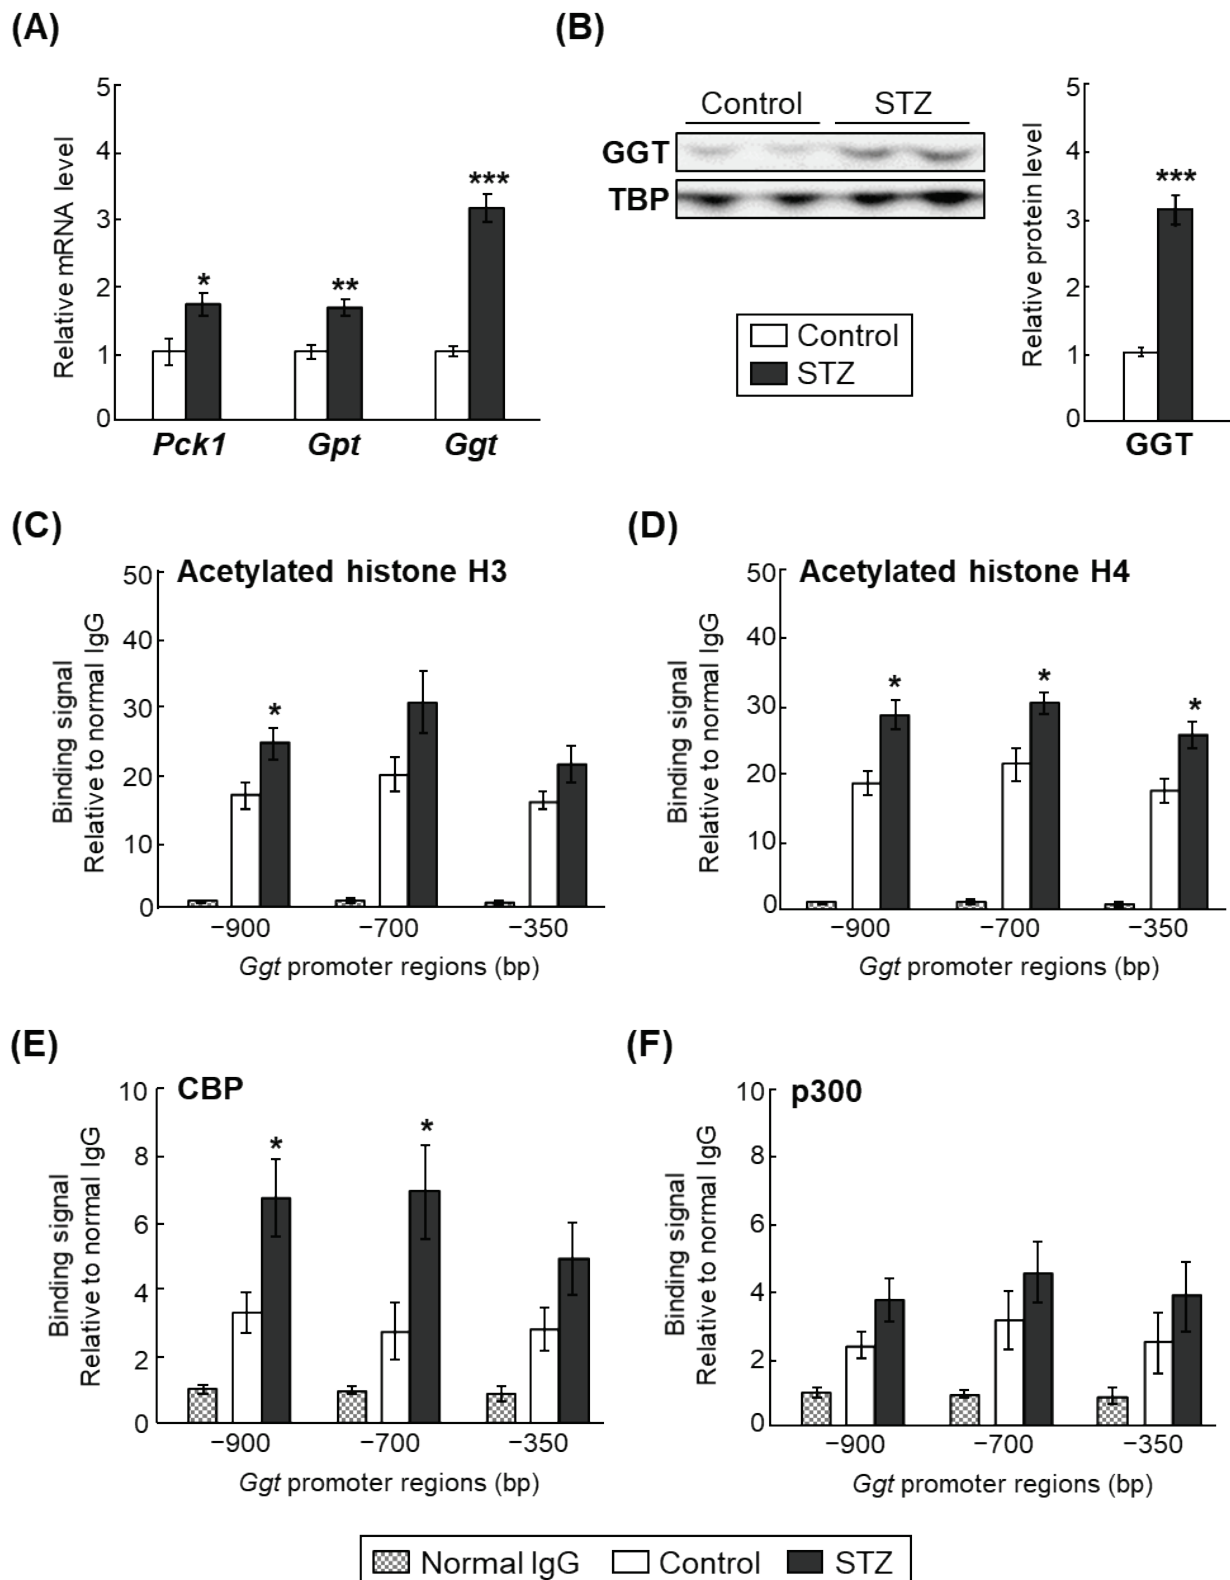 (A)
5
4
3
2
1
0
Relative mRNA level
*
**
***
Pck1
Gpt
Ggt
(B)
Control
STZ
GGT
TBP
Control
STZ
5
4
3
2
1
0
Relative protein level
***
GGT
(C)
Acetylated histone H3
50
40
30
20
10
0
Binding signal
Relative to normal IgG
*
−900
−700
−350
Ggt promoter regions (bp)
(D)
Acetylated histone H4
50
40
30
20
10
0
Binding signal
Relative to normal IgG
*
*
*
−900
−700
−350
Ggt promoter regions (bp)
(E)
CBP
10
8
6
4
2
0
Binding signal
Relative to normal IgG
*
*
−900
−700
−350
Ggt promoter regions (bp)
(F)
p300
10
8
6
4
2
0
Binding signal
Relative to normal IgG
−900
−700
−350
Ggt promoter regions (bp)
Normal IgG
Control
STZ